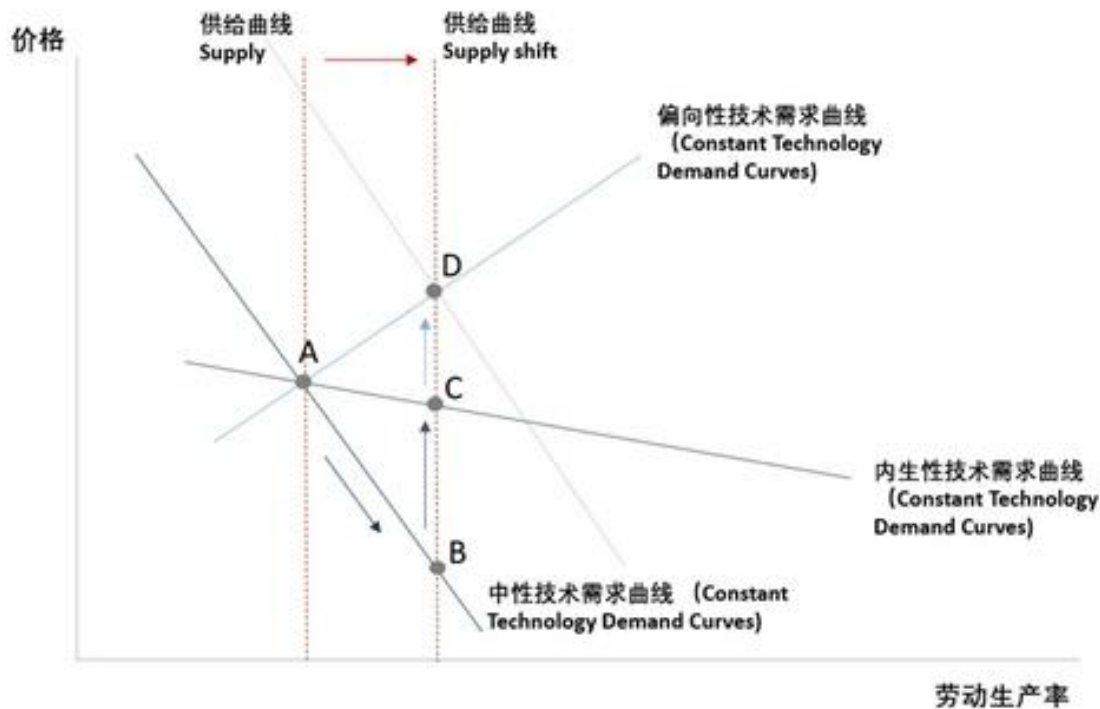 价格
供给曲线
Supply
供给曲线
Supply shift
偏向性技术需求曲线
（Constant Technology
Demand Curves)
D
A
C
内生性技术需求曲线
（Constant Technology
Demand Curves)
B
中性技术需求曲线 （Constant
Technology Demand Curves)
劳动生产率